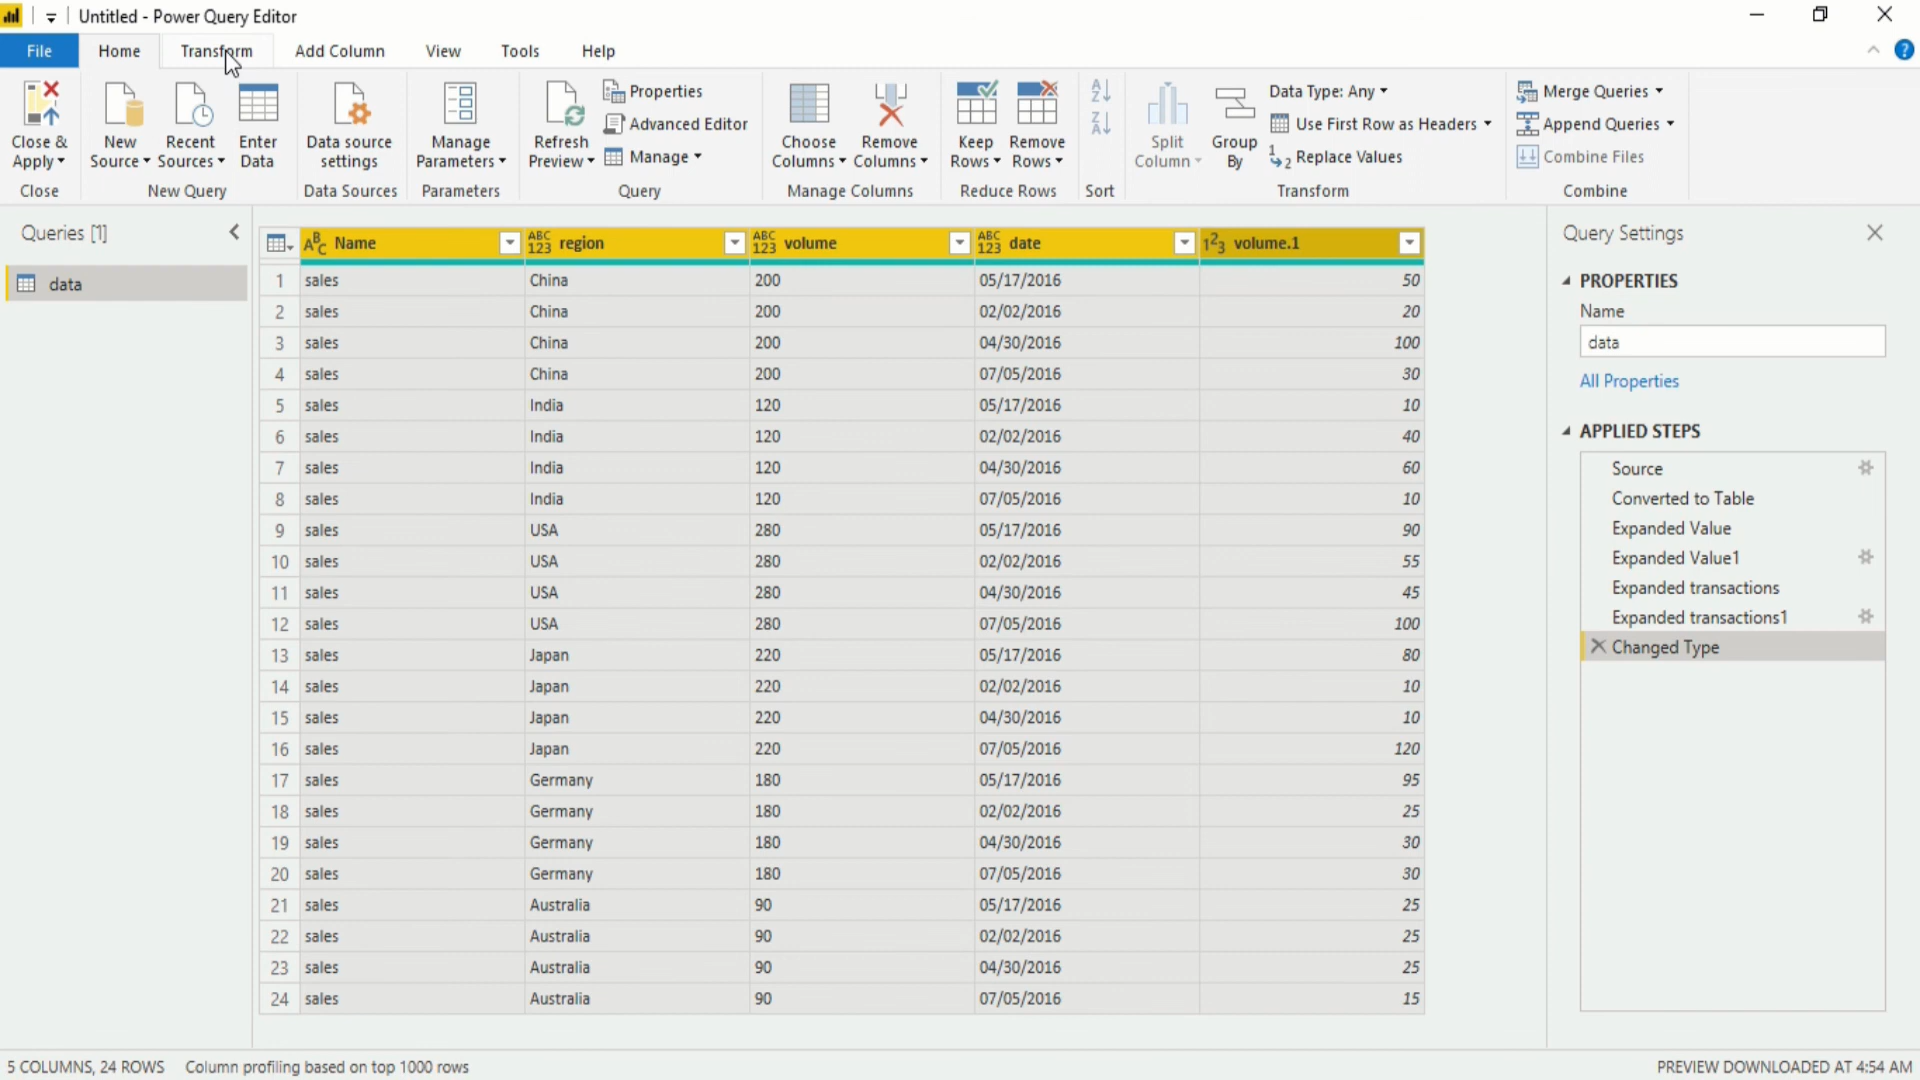 Untitled - Power Query Editor
File Home Transform Add Column View Tools Help
Close & Apply
New Source
Recent Sources
Enter Data
Data source settings
Manage Parameters
Refresh Preview
Properties
Advanced Editor
Manage
Choose Columns
Remove Columns
Keep Rows
Remove Rows
Split Column
Group By
Data Type: Any
Use First Row as Headers
Replace Values
Merge Queries
Append Queries
Combine Files
Close New Query Data Sources Parameters Query Manage Columns Reduce Rows Sort Transform Combine
Queries [1]
data
Name region volume date volume.1
1 sales China 200 05/17/2016 50
2 sales China 200 02/02/2016 20
3 sales China 200 04/30/2016 100
4 sales China 200 07/05/2016 30
5 sales India 120 05/17/2016 10
6 sales India 120 02/02/2016 40
7 sales India 120 04/30/2016 60
8 sales India 120 07/05/2016 10
9 sales USA 280 05/17/2016 90
10 sales USA 280 02/02/2016 55
11 sales USA 280 04/30/2016 45
12 sales USA 280 07/05/2016 100
13 sales Japan 220 05/17/2016 80
14 sales Japan 220 02/02/2016 10
15 sales Japan 220 04/30/2016 10
16 sales Japan 220 07/05/2016 120
17 sales Germany 180 05/17/2016 95
18 sales Germany 180 02/02/2016 25
19 sales Germany 180 04/30/2016 30
20 sales Germany 180 07/05/2016 30
21 sales Australia 90 05/17/2016 25
22 sales Australia 90 02/02/2016 25
23 sales Australia 90 04/30/2016 25
24 sales Australia 90 07/05/2016 15
Query Settings
PROPERTIES
Name
data
All Properties
APPLIED STEPS
Source
Converted to Table
Expanded Value
Expanded Value1
Expanded transactions
Expanded transactions1
Changed Type
5 COLUMNS, 24 ROWS Column profiling based on top 1000 rows
PREVIEW DOWNLOADED AT 4:54 AM